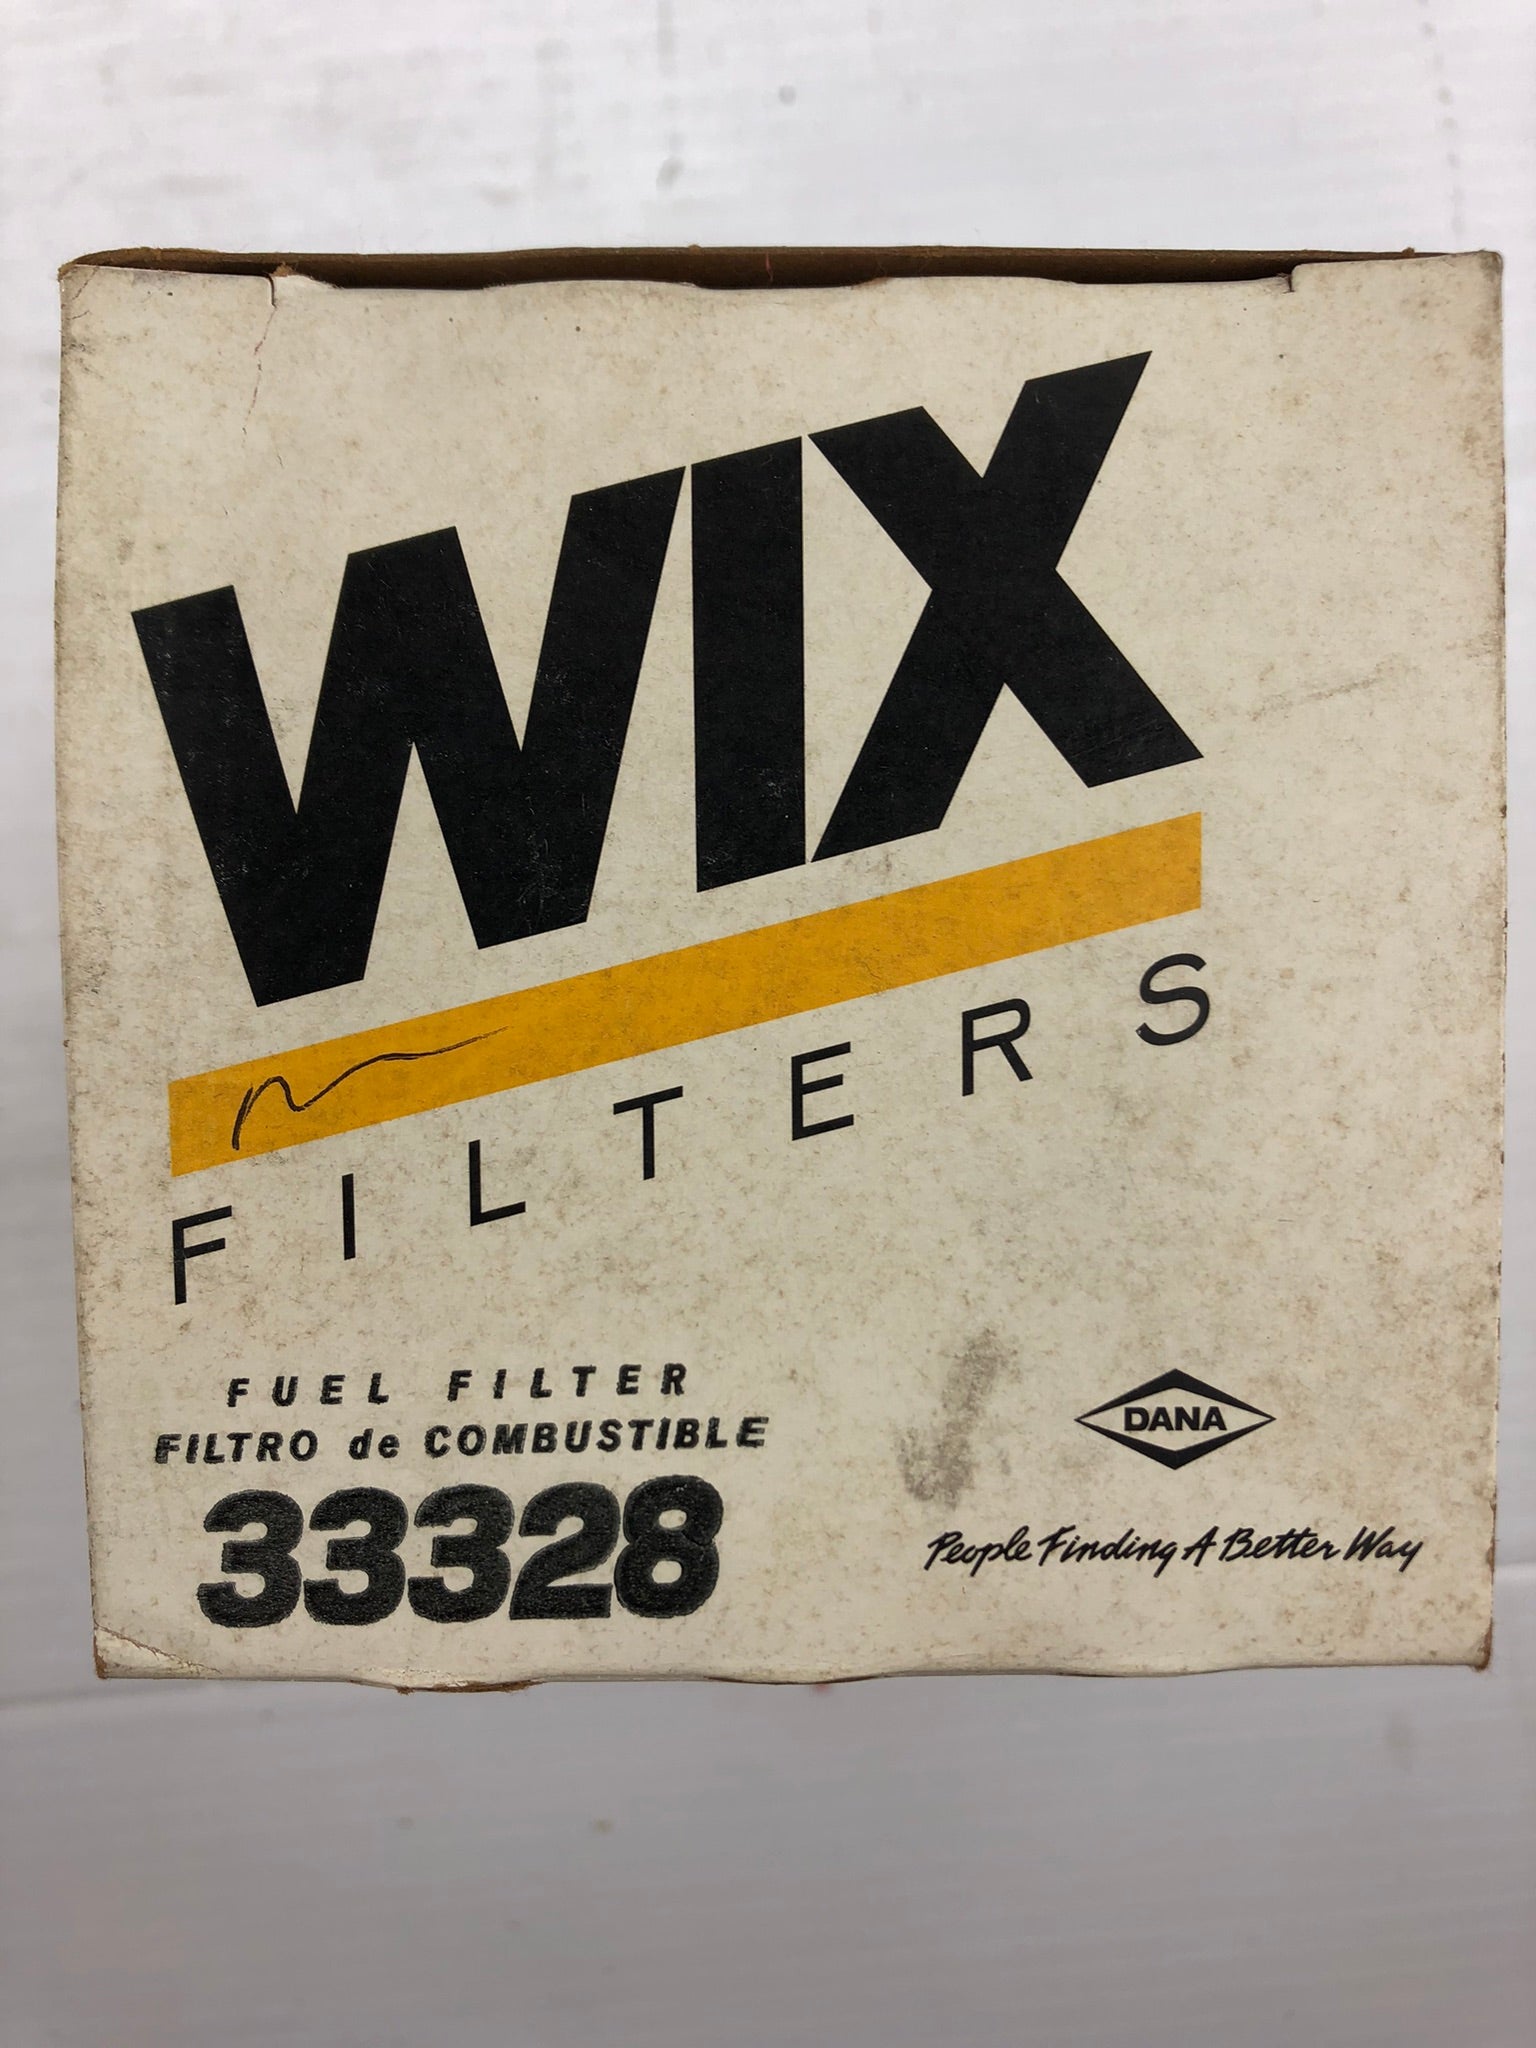 WIX
FILTERS
FUEL FILTER
FILTRO de COMBUSTIBLE
33328
DANA
People Finding A Better Way